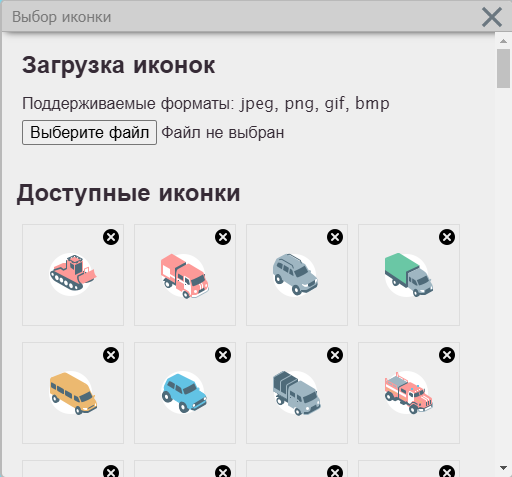 Выбор иконки
Загрузка иконок
Поддерживаемые форматы: jpeg, png, gif, bmp
Выберите файл Файл не выбран
Доступные иконки